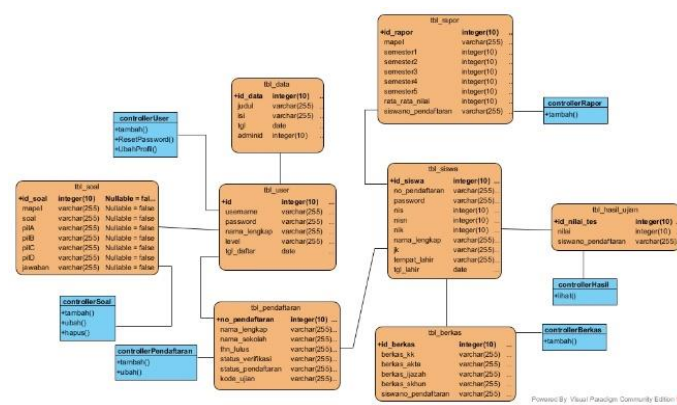 tbl_rapor
+id_rapor integer(10) ...
mapel varchar(255) ...
semester1 integer(10) ...
semester2 integer(10) ...
semester3 integer(10) ...
semester4 integer(10) ...
semester5 integer(10) ...
rata_rata_nilai integer(10) ...
siswano_pendaftaran varchar(255) ...
controllerRapor
+tambah()
tbl_data
+id_data integer(10) ...
judul varchar(255) ...
isi varchar(255) ...
tgl date ...
adminid integer(10) ...
controllerUser
+tambah()
+ResetPassword()
+UbahProfil()
tbl_soal
+id_soal integer(10) Nullable = fal...
mapel varchar(255) Nullable = false
soal varchar(255) Nullable = false
pilA varchar(255) Nullable = false
pilB varchar(255) Nullable = false
pilC varchar(255) Nullable = false
pilD varchar(255) Nullable = false
jawaban varchar(255) Nullable = false
tbl_user
+id integer(10) ...
username varchar(255) ...
password varchar(255) ...
nama_lengkap varchar(255) ...
level varchar(255) ...
tgl_daftar date ...
tbl_siswa
+id_siswa integer(10) ...
no_pendaftaran varchar(255) ...
password varchar(255) ...
nis varchar(255) ...
nisn varchar(255) ...
nik varchar(255) ...
nama_lengkap varchar(255) ...
jk varchar(255) ...
tempat_lahir varchar(255) ...
tgl_lahir date ...
tbl_hasil_ujian
+id_nilai_tes integer(10) ...
nilai integer(10) ...
siswano_pendaftaran varchar(255) ...
controllerHasil
+lihat()
controllerSoal
+tambah()
+ubah()
+hapus()
tbl_pendaftaran
+no_pendaftaran integer(10) ...
nama_lengkap varchar(255)...
nama_sekolah varchar(255)...
thn_lulus varchar(255)...
status_verifikasi varchar(255)...
status_pendaftaran varchar(255)...
kode_ujian varchar(255)...
controllerPendaftaran
+tambah()
+ubah()
tbl_berkas
+id_berkas integer(10) ...
berkas_kk varchar(255) ...
berkas_akta varchar(255) ...
berkas_ijazah varchar(255) ...
berkas_skhun varchar(255) ...
siswano_pendaftaran varchar(255) ...
controllerBerkas
+tambah()
Powered By Visual Paradigm Community Edition